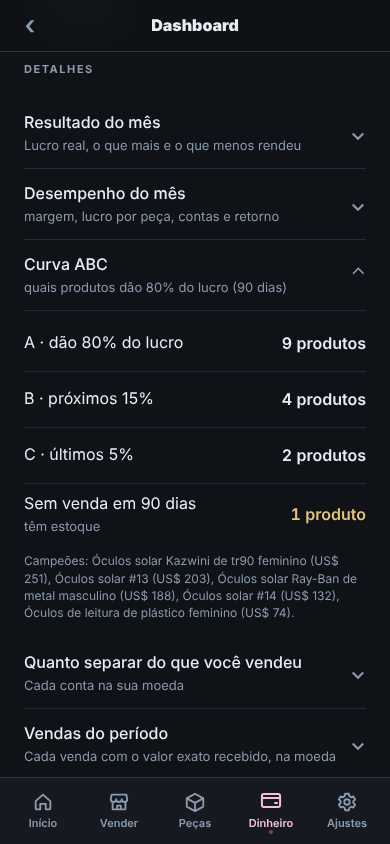 Dashboard
DETALHES
Resultado do mês
Lucro real, o que mais e o que menos rendeu
Desempenho do mês
margem, lucro por peça, contas e retorno
Curva ABC
quais produtos dão 80% do lucro (90 dias)
A · dão 80% do lucro 9 produtos
B · próximos 15% 4 produtos
C · últimos 5% 2 produtos
Sem venda em 90 dias 1 produto
têm estoque
Campeões: Óculos solar Kazwini de tr90 feminino (US$
251), Óculos solar #13 (US$ 203), Óculos solar Ray-Ban de
metal masculino (US$ 188), Óculos solar #14 (US$ 132),
Óculos de leitura de plástico feminino (US$ 74).
Quanto separar do que você vendeu
Cada conta na sua moeda
Vendas do período
Cada venda com o valor exato recebido, na moeda
Início Vender Peças Dinheiro Ajustes